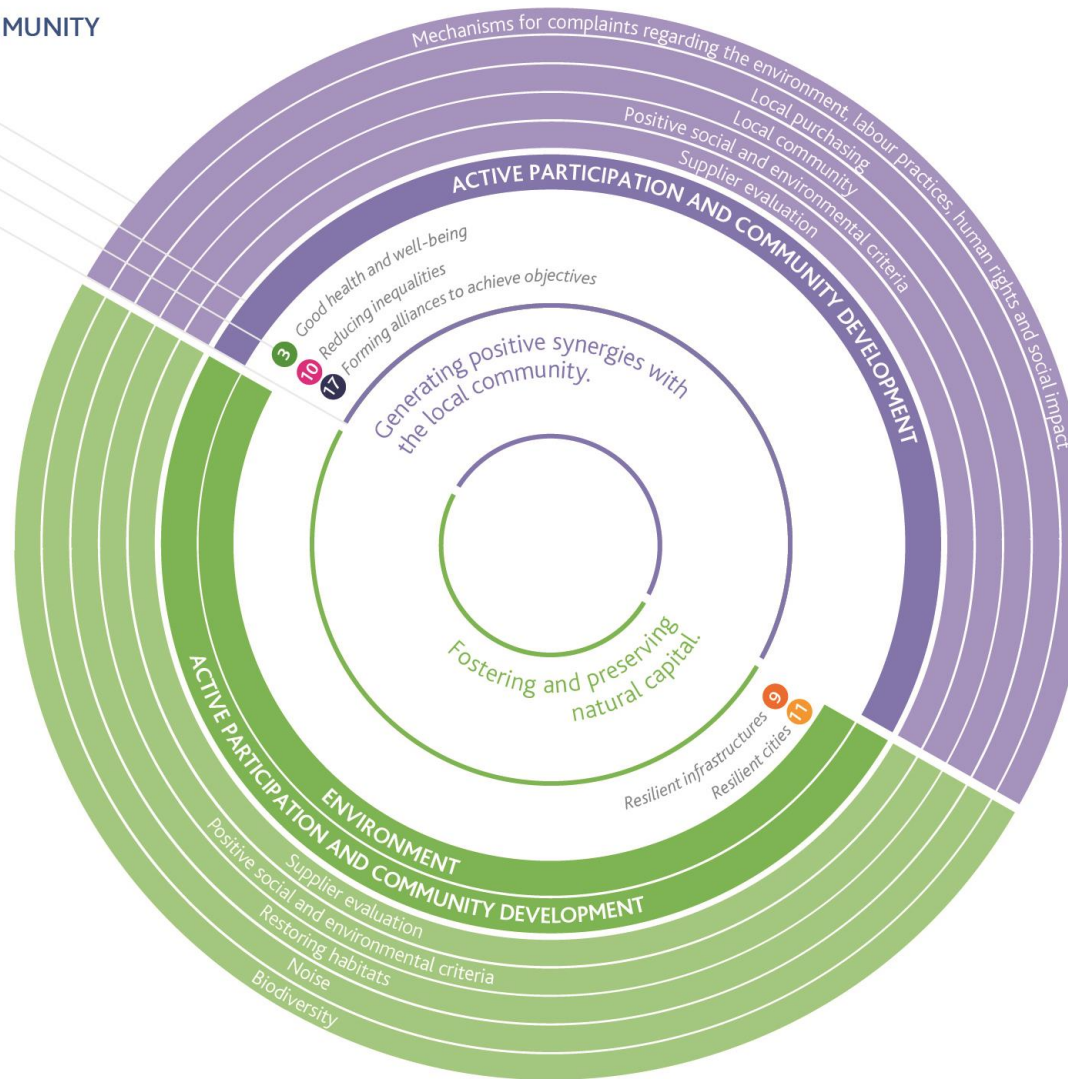 MUNITY
Mechanisms for complaints regarding the environment, labour practices, human rights and social impact
Local purchasing
Local community
Positive social and environmental criteria
Supplier evaluation
ACTIVE PARTICIPATION AND COMMUNITY DEVELOPMENT
3 Good health and well-being
10 Reducing inequalities
17 Forming alliances to achieve objectives
Generating positive synergies with
the local community.
Fostering and preserving
natural capital.
9
Resilient infrastructures
11
Resilient cities
ENVIRONMENT
ACTIVE PARTICIPATION AND COMMUNITY DEVELOPMENT
Supplier evaluation
Positive social and environmental criteria
Restoring habitats
Noise
Biodiversity